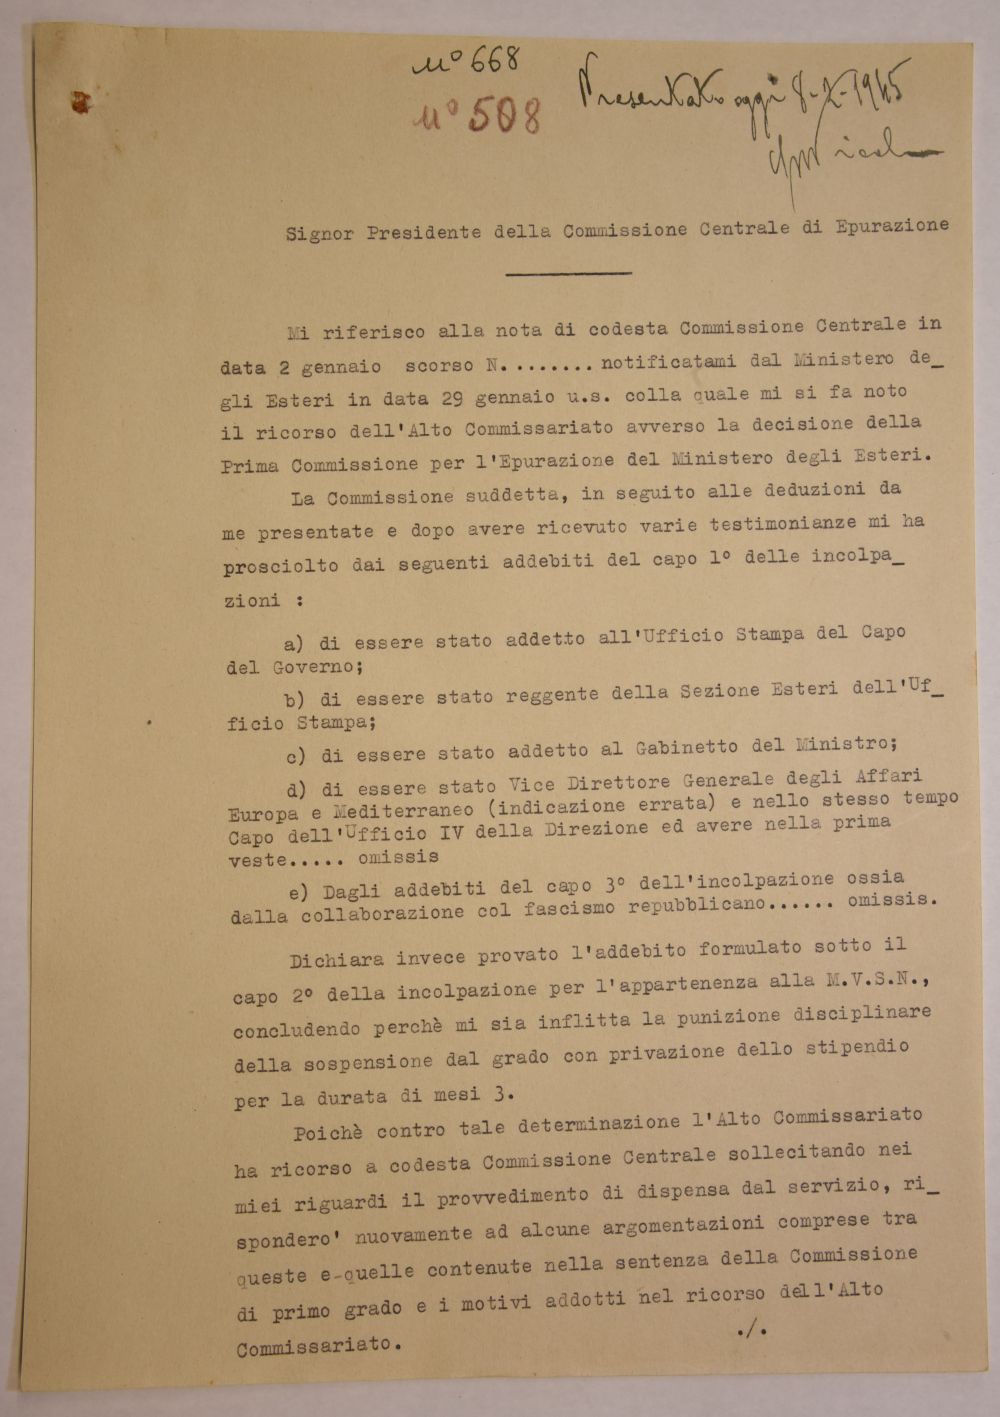 Nº 668
Nº 508
Presentato oggi 8-2-1945
Signor Presidente della Commissione Centrale di Epurazione
Mi riferisco alla nota di codesta Commissione Centrale in
data 2 gennaio scorso N........ notificatami dal Ministero de_
gli Esteri in data 29 gennaio u.s. colla quale mi si fa noto
il ricorso dell'Alto Commissariato avverso la decisione della
Prima Commissione per l'Epurazione del Ministero degli Esteri.
La Commissione suddetta, in seguito alle deduzioni da
me presentate e dopo avere ricevuto varie testimonianze mi ha
prosciolto dai seguenti addebiti del capo 1º delle incolpa_
zioni :
a) di essere stato addetto all'Ufficio Stampa del Capo
del Governo;
b) di essere stato reggente della Sezione Esteri dell'Uf_
ficio Stampa;
c) di essere stato addetto al Gabinetto del Ministro;
d) di essere stato Vice Direttore Generale degli Affari
Europa e Mediterraneo (indicazione errata) e nello stesso tempo
Capo dell'Ufficio IV della Direzione ed avere nella prima
veste..... omissis
e) Dagli addebiti del capo 3º dell'incolpazione ossia
dalla collaborazione col fascismo repubblicano...... omissis.
Dichiara invece provato l'addebito formulato sotto il
capo 2º della incolpazione per l'appartenenza alla M.V.S.N.,
concludendo perchè mi sia inflitta la punizione disciplinare
della sospensione dal grado con privazione dello stipendio
per la durata di mesi 3.
Poichè contro tale determinazione l'Alto Commissariato
ha ricorso a codesta Commissione Centrale sollecitando nei
miei riguardi il provvedimento di dispensa dal servizio, ri_
spondero' nuovamente ad alcune argomentazioni comprese tra
queste e-quelle contenute nella sentenza della Commissione
di primo grado e i motivi addotti nel ricorso dell'Alto
Commissariato.
./.